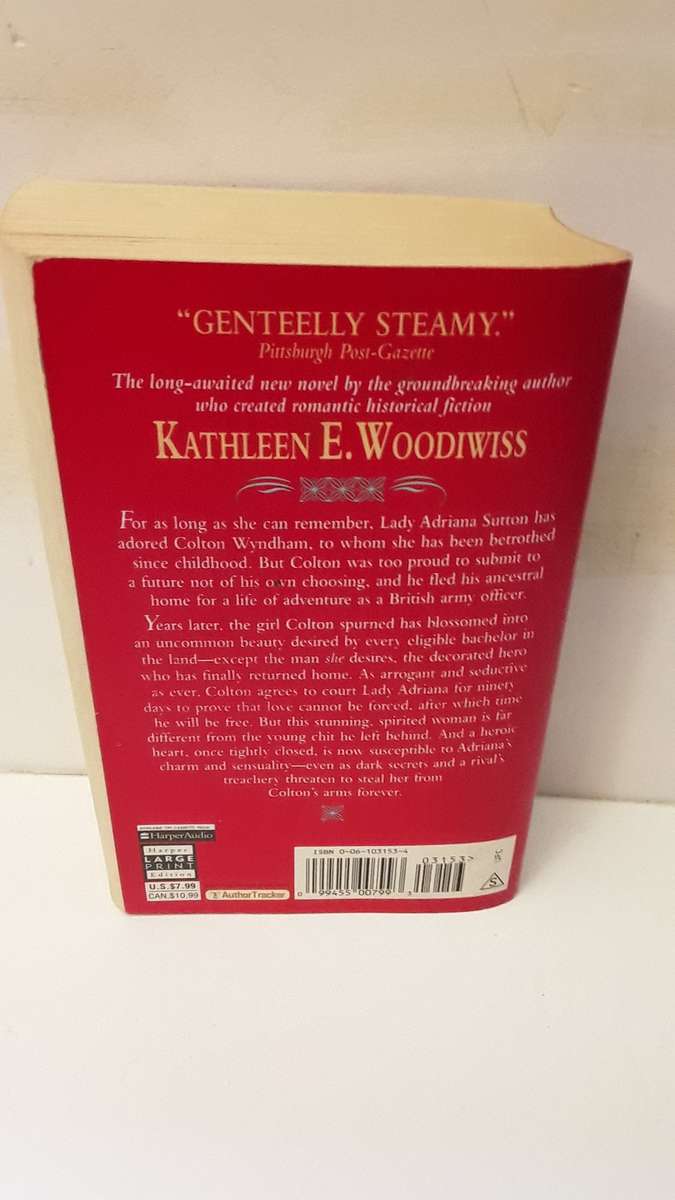 “GENTEELLY STEAMY.”
Pittsburgh Post-Gazette
The long-awaited new novel by the groundbreaking author
who created romantic historical fiction
KATHLEEN E. WOODIWISS
For as long as she can remember, Lady Adriana Sutton has
adored Colton Wyndham, to whom she has been betrothed
since childhood. But Colton was too proud to submit to
a future not of his own choosing, and he fled his ancestral
home for a life of adventure as a British army officer.
Years later, the girl Colton spurned has blossomed into
an uncommon beauty desired by every eligible bachelor in
the land—except the man she desires, the decorated hero
who has finally returned home. As arrogant and seductive
as ever, Colton agrees to court Lady Adriana for ninety
days to prove that love cannot be forced, after which time
he will be free. But this stunning, spirited woman is far
different from the young chit he left behind. And a heroic
heart, once tightly closed, is now susceptible to Adriana's
charm and sensuality—even as dark secrets and a rival's
treachery threaten to steal her from
Colton's arms forever.
AVAILABLE ON CASSETTE FROM
HarperAudio
Harper
LARGE
PRINT
Edition
U.S.$7.99
CAN.$10.99
AuthorTracker
ISBN 0-06-103153-4
03153>
0 99455 00799 3
UPC
S